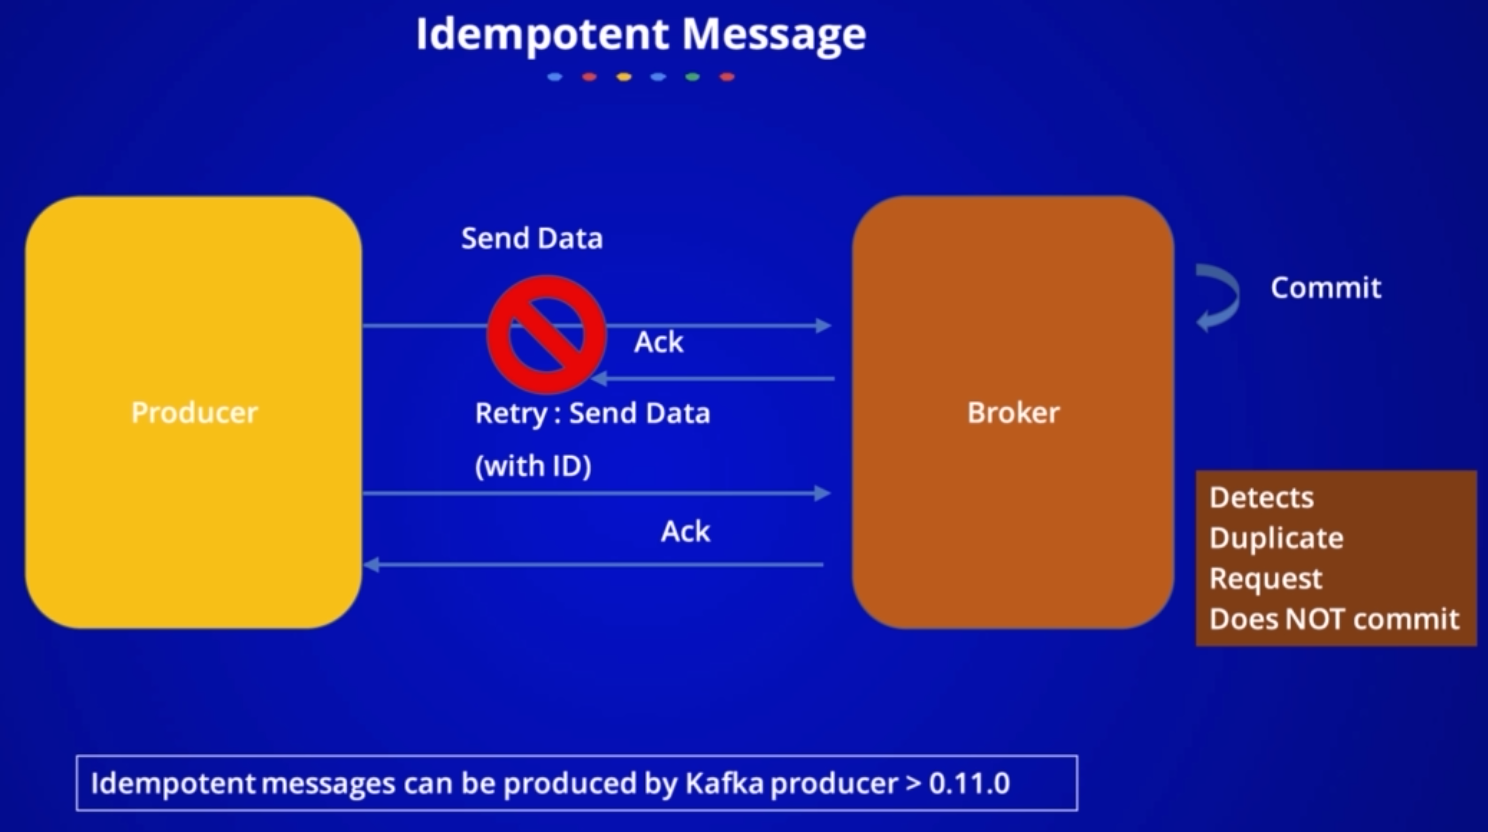 Idempotent Message
Send Data
Commit
Ack
Producer
Retry : Send Data
(with ID)
Broker
Ack
Detects
Duplicate
Request
Does NOT commit
Idempotent messages can be produced by Kafka producer > 0.11.0